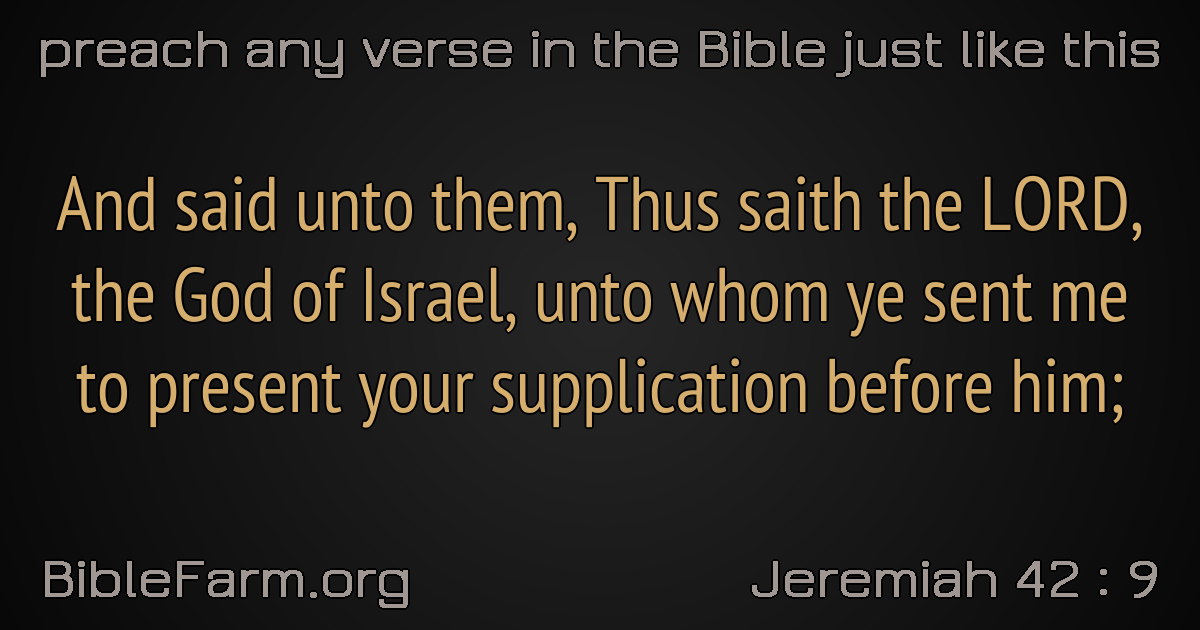 preach any verse in the Bible just like this
And said unto them, Thus saith the LORD,
the God of Israel, unto whom ye sent me
to present your supplication before him;
BibleFarm.org
Jeremiah 42 : 9